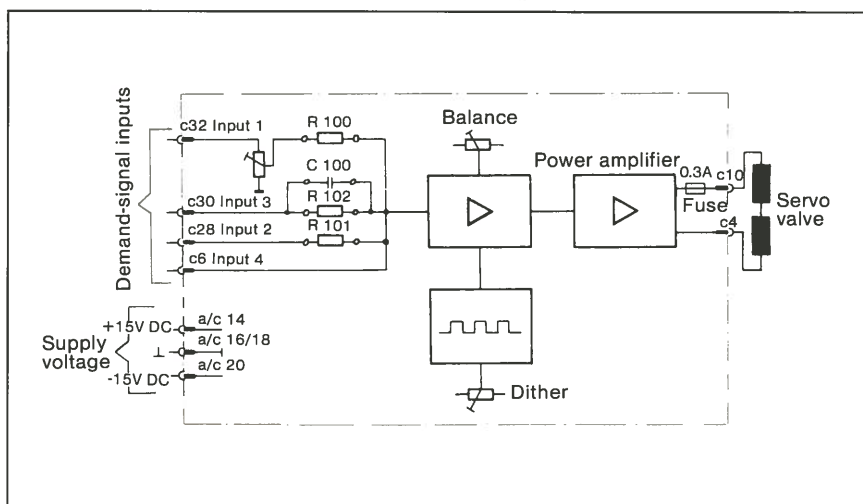 Demand-signal inputs
c32 Input 1
R 100
C 100
c30 Input 3
R 102
c28 Input 2
R 101
c6 Input 4
Balance
Power amplifier
0.3A
c10
Fuse
c4
Servo
valve
Supply
voltage
+15V DC
a/c 14
⊥
a/c 16/18
-15V DC
a/c 20
Dither